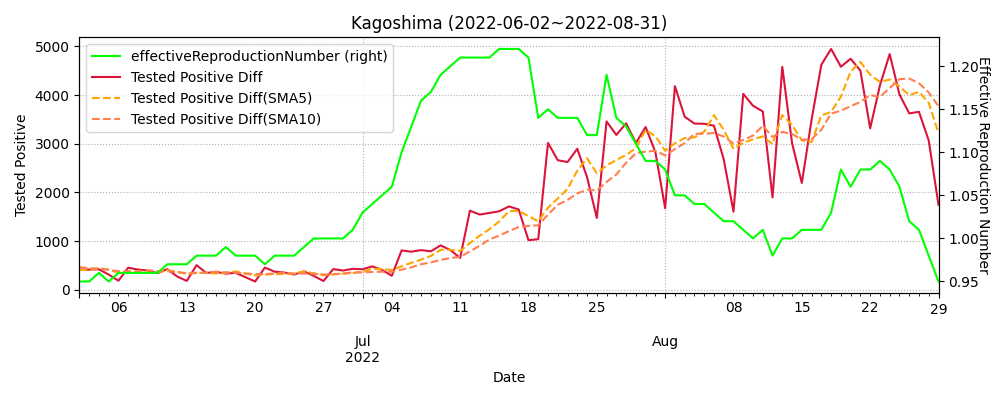 Kagoshima (2022-06-02~2022-08-31)
effectiveReproductionNumber (right)
Tested Positive Diff
Tested Positive Diff(SMA5)
Tested Positive Diff(SMA10)
Tested Positive
5000
4000
3000
2000
1000
0
Effective Reproduction Number
1.20
1.15
1.10
1.05
1.00
0.95
06 13 20 27 04 11 18 25 08 15 22 29
Jul Aug
2022
Date